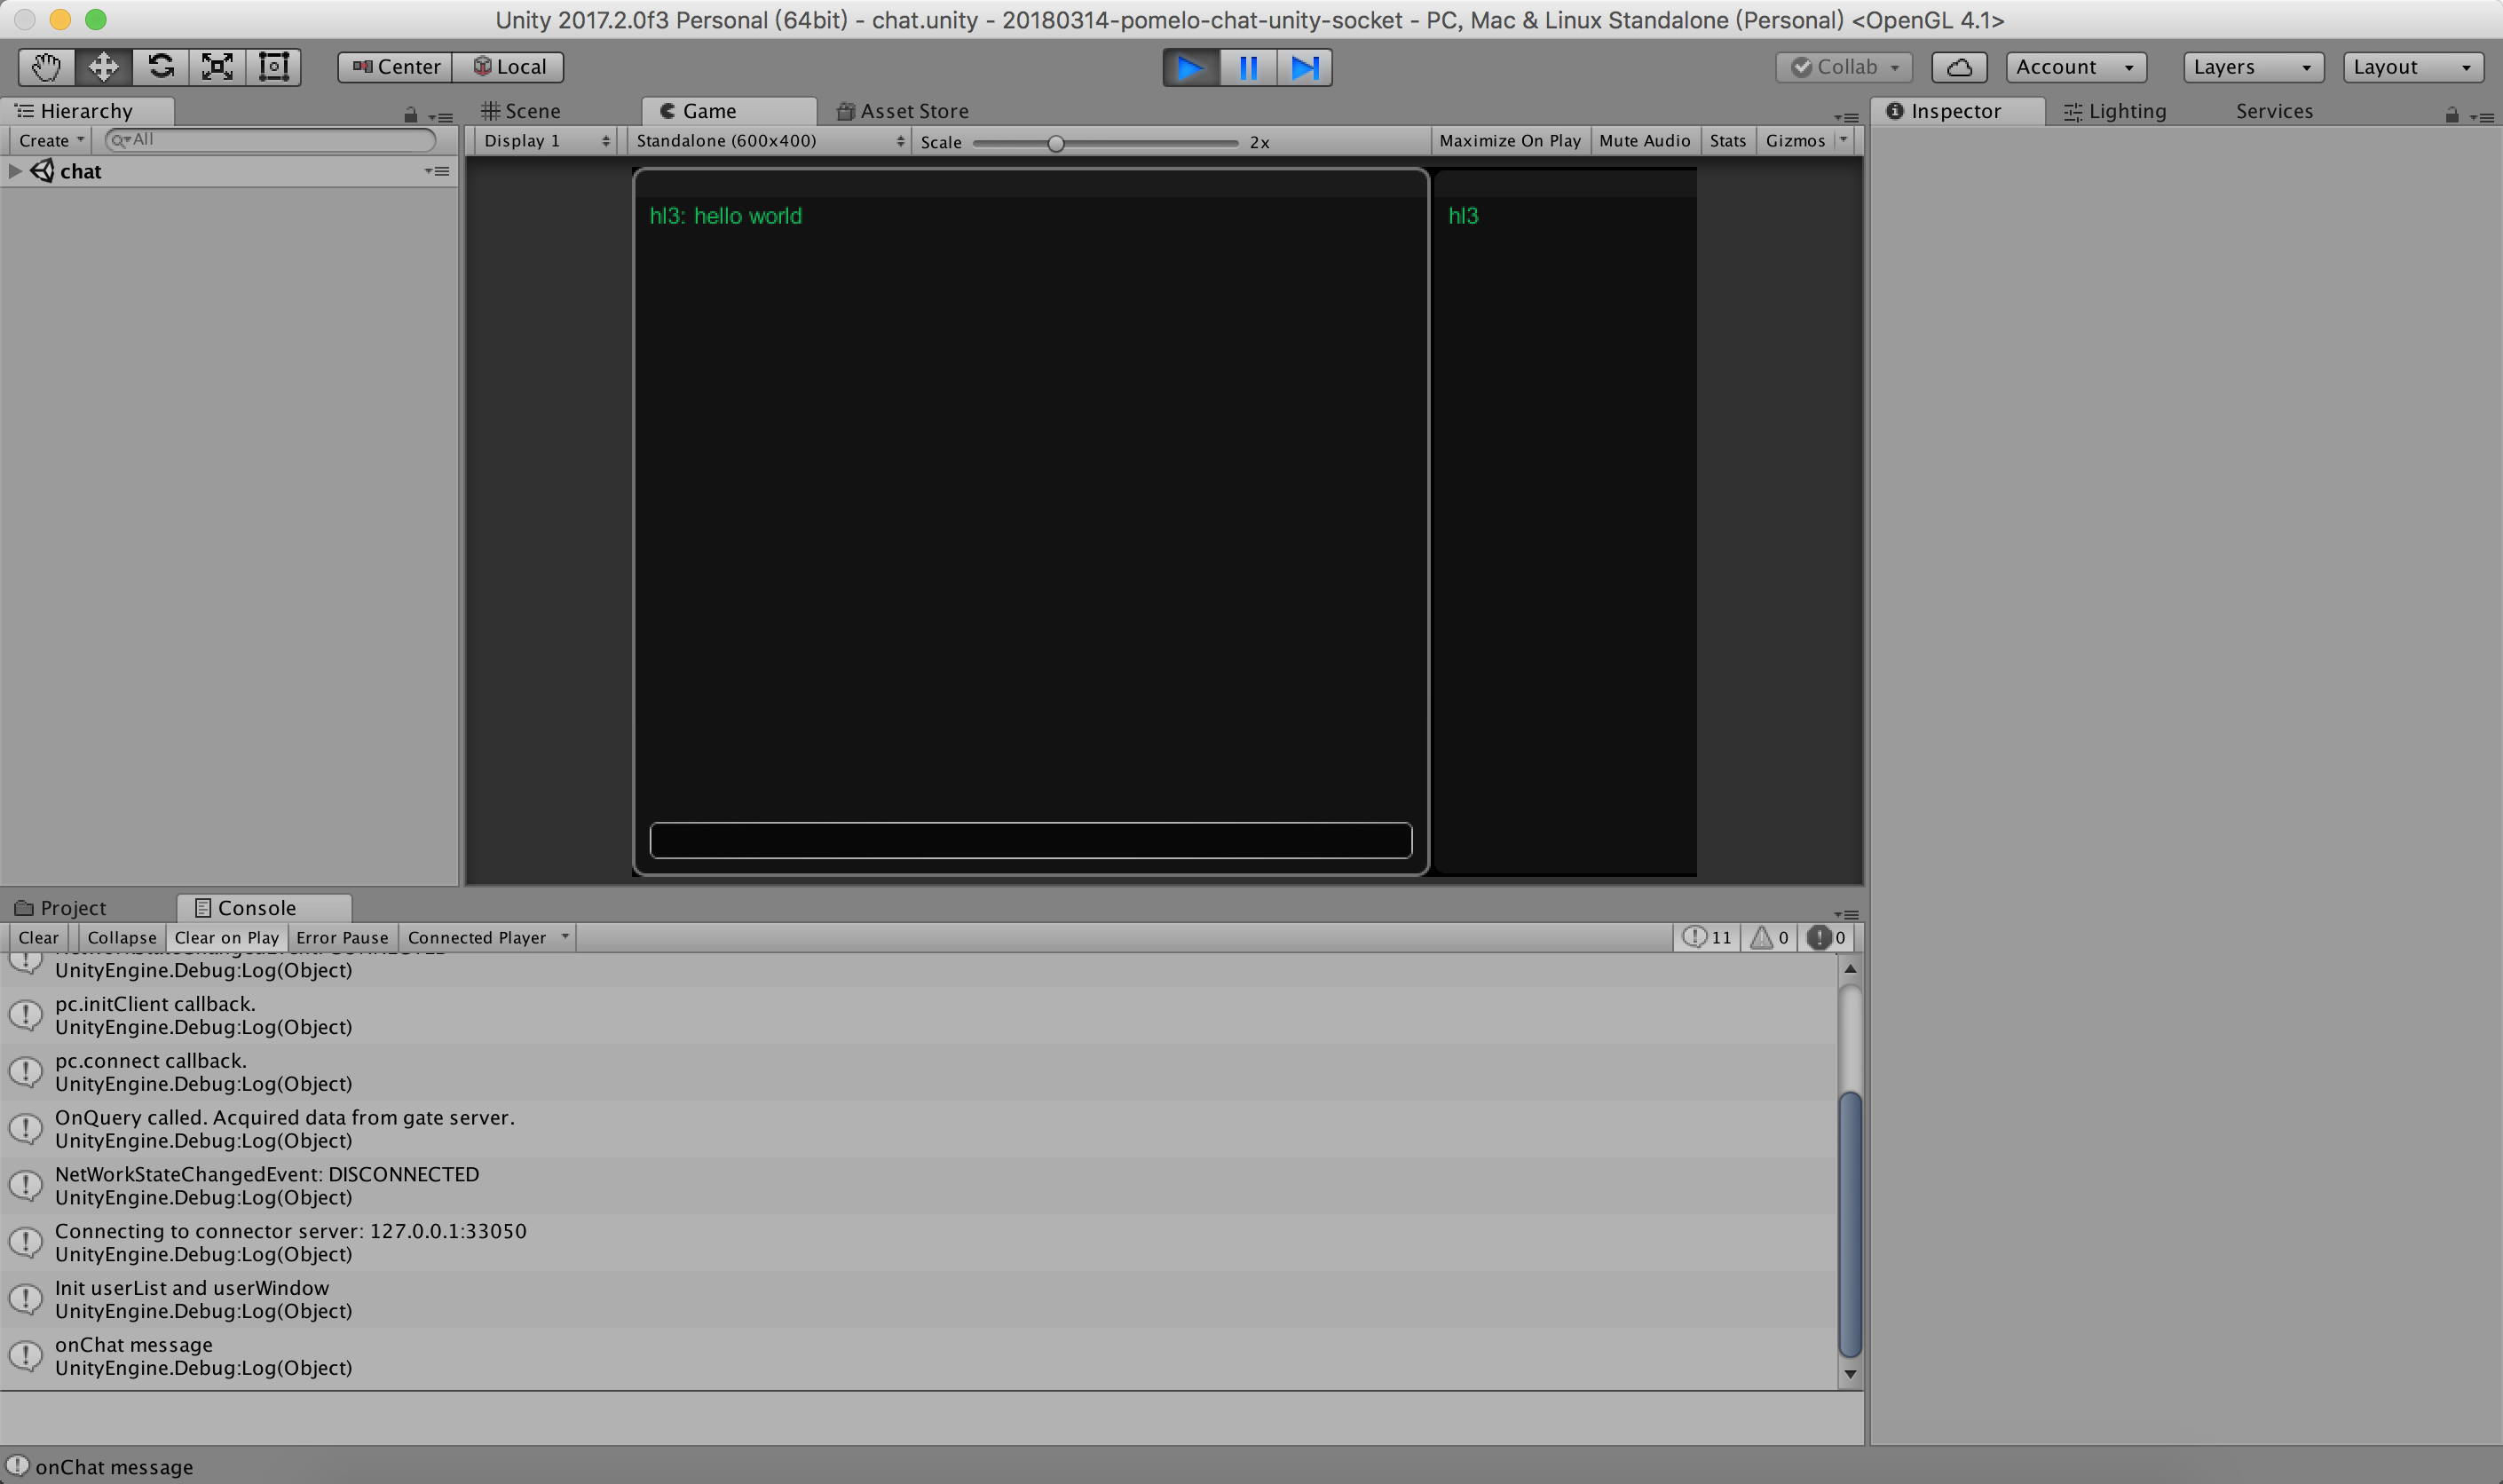 Unity 2017.2.0f3 Personal (64bit) - chat.unity - 20180314-pomelo-chat-unity-socket - PC, Mac & Linux Standalone (Personal) <OpenGL 4.1>
Center Local Collab Account Layers Layout
Hierarchy Scene Game Asset Store Inspector Lighting Services
Create All Display 1 Standalone (600x400) Scale 2x Maximize On Play Mute Audio Stats Gizmos
chat
hl3: hello world hl3
Project Console
Clear Collapse Clear on Play Error Pause Connected Player 11 0 0
NetWorkStateChangedEvent: CONNECTED
UnityEngine.Debug:Log(Object)
pc.initClient callback.
UnityEngine.Debug:Log(Object)
pc.connect callback.
UnityEngine.Debug:Log(Object)
OnQuery called. Acquired data from gate server.
UnityEngine.Debug:Log(Object)
NetWorkStateChangedEvent: DISCONNECTED
UnityEngine.Debug:Log(Object)
Connecting to connector server: 127.0.0.1:33050
UnityEngine.Debug:Log(Object)
Init userList and userWindow
UnityEngine.Debug:Log(Object)
onChat message
UnityEngine.Debug:Log(Object)
onChat message